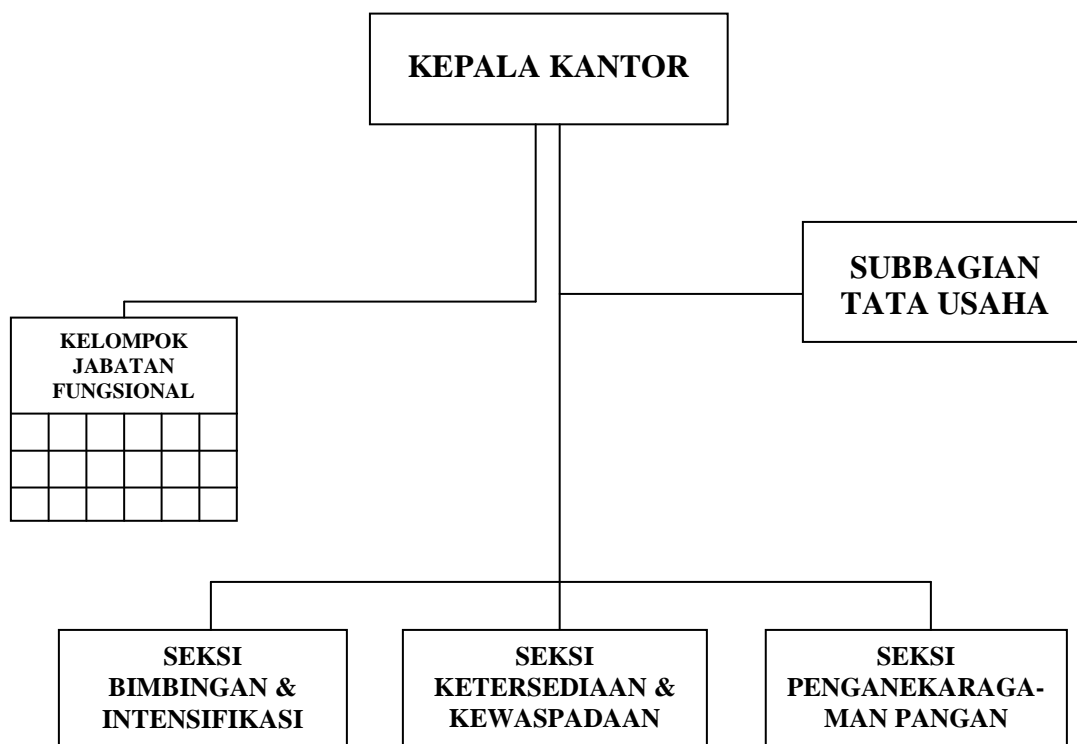 KEPALA KANTOR
SUBBAGIAN
TATA USAHA
KELOMPOK
JABATAN
FUNGSIONAL
SEKSI
BIMBINGAN &
INTENSIFIKASI
SEKSI
KETERSEDIAAN &
KEWASPADAAN
SEKSI
PENGANEKARAGA-
MAN PANGAN